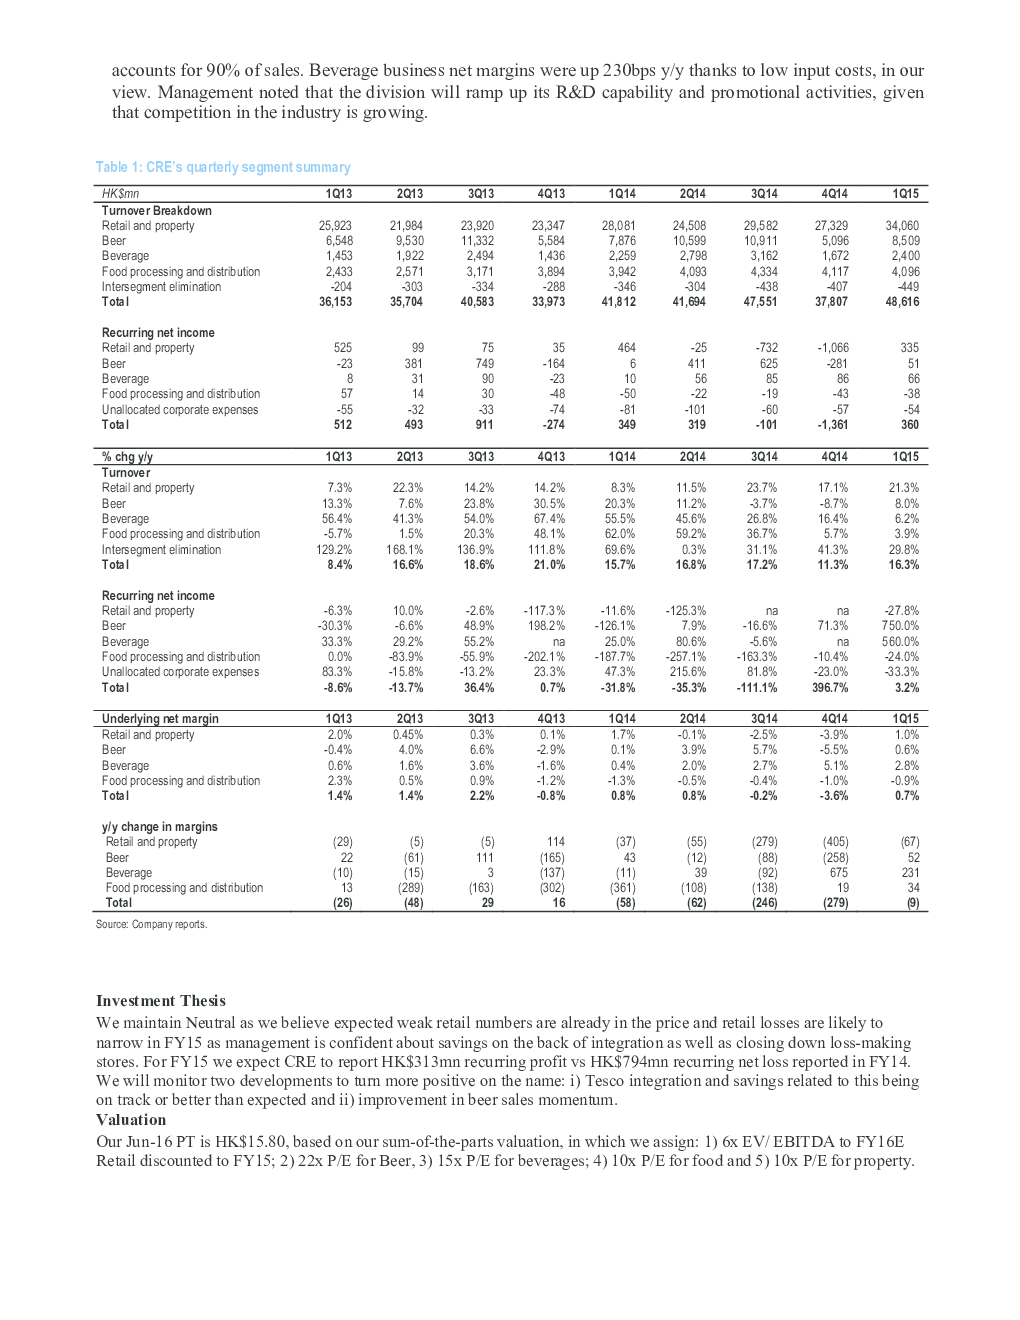 accounts for 90% of sales. Beverage business net margins were up 230bps y/y thanks to low input costs, in our
view. Management noted that the division will ramp up its R&D capability and promotional activities, given
that competition in the industry is growing.
Table 1: CRE's quarterly segment summary
HK$mn 1Q13 2Q13 3Q13 4Q13 1Q14 2Q14 3Q14 4Q14 1Q15
Turnover Breakdown
Retail and property 25,923 21,984 23,920 23,347 28,081 24,508 29,582 27,329 34,060
Beer 6,548 9,530 11,332 5,584 7,876 10,599 10,911 5,096 8,509
Beverage 1,453 1,922 2,494 1,436 2,259 2,798 3,162 1,672 2,400
Food processing and distribution 2,433 2,571 3,171 3,894 3,942 4,093 4,334 4,117 4,096
Intersegment elimination -204 -303 -334 -288 -346 -304 -438 -407 -449
Total 36,153 35,704 40,583 33,973 41,812 41,694 47,551 37,807 48,616
Recurring net income
Retail and property 525 99 75 35 464 -25 -732 -1,066 335
Beer -23 381 749 -164 6 411 625 -281 51
Beverage 8 31 90 -23 10 56 85 86 66
Food processing and distribution 57 14 30 -48 -50 -22 -19 -43 -38
Unallocated corporate expenses -55 -32 -33 -74 -81 -101 -60 -57 -54
Total 512 493 911 -274 349 319 -101 -1,361 360
% chg y/y 1Q13 2Q13 3Q13 4Q13 1Q14 2Q14 3Q14 4Q14 1Q15
Turnover
Retail and property 7.3% 22.3% 14.2% 14.2% 8.3% 11.5% 23.7% 17.1% 21.3%
Beer 13.3% 7.6% 23.8% 30.5% 20.3% 11.2% -3.7% -8.7% 8.0%
Beverage 56.4% 41.3% 54.0% 67.4% 55.5% 45.6% 26.8% 16.4% 6.2%
Food processing and distribution -5.7% 1.5% 20.3% 48.1% 62.0% 59.2% 36.7% 5.7% 3.9%
Intersegment elimination 129.2% 168.1% 136.9% 111.8% 69.6% 0.3% 31.1% 41.3% 29.8%
Total 8.4% 16.6% 18.6% 21.0% 15.7% 16.8% 17.2% 11.3% 16.3%
Recurring net income
Retail and property -6.3% 10.0% -2.6% -117.3% -11.6% -125.3% na na -27.8%
Beer -30.3% -6.6% 48.9% 198.2% -126.1% 7.9% -16.6% 71.3% 750.0%
Beverage 33.3% 29.2% 55.2% na 25.0% 80.6% -5.6% na 560.0%
Food processing and distribution 0.0% -83.9% -55.9% -202.1% -187.7% -257.1% -163.3% -10.4% -24.0%
Unallocated corporate expenses 83.3% -15.8% -13.2% 23.3% 47.3% 215.6% 81.8% -23.0% -33.3%
Total -8.6% -13.7% 36.4% 0.7% -31.8% -35.3% -111.1% 396.7% 3.2%
Underlying net margin 1Q13 2Q13 3Q13 4Q13 1Q14 2Q14 3Q14 4Q14 1Q15
Retail and property 2.0% 0.45% 0.3% 0.1% 1.7% -0.1% -2.5% -3.9% 1.0%
Beer -0.4% 4.0% 6.6% -2.9% 0.1% 3.9% 5.7% -5.5% 0.6%
Beverage 0.6% 1.6% 3.6% -1.6% 0.4% 2.0% 2.7% 5.1% 2.8%
Food processing and distribution 2.3% 0.5% 0.9% -1.2% -1.3% -0.5% -0.4% -1.0% -0.9%
Total 1.4% 1.4% 2.2% -0.8% 0.8% 0.8% -0.2% -3.6% 0.7%
y/y change in margins
Retail and property (29) (5) (5) 114 (37) (55) (279) (405) (67)
Beer 22 (61) 111 (165) 43 (12) (88) (258) 52
Beverage (10) (15) 3 (137) (11) 39 (92) 675 231
Food processing and distribution 13 (289) (163) (302) (361) (108) (138) 19 34
Total (26) (48) 29 16 (58) (62) (246) (279) (9)
Source: Company reports.
Investment Thesis
We maintain Neutral as we believe expected weak retail numbers are already in the price and retail losses are likely to
narrow in FY15 as management is confident about savings on the back of integration as well as closing down loss-making
stores. For FY15 we expect CRE to report HK$313mn recurring profit vs HK$794mn recurring net loss reported in FY14.
We will monitor two developments to turn more positive on the name: i) Tesco integration and savings related to this being
on track or better than expected and ii) improvement in beer sales momentum.
Valuation
Our Jun-16 PT is HK$15.80, based on our sum-of-the-parts valuation, in which we assign: 1) 6x EV/ EBITDA to FY16E
Retail discounted to FY15; 2) 22x P/E for Beer, 3) 15x P/E for beverages; 4) 10x P/E for food and 5) 10x P/E for property.